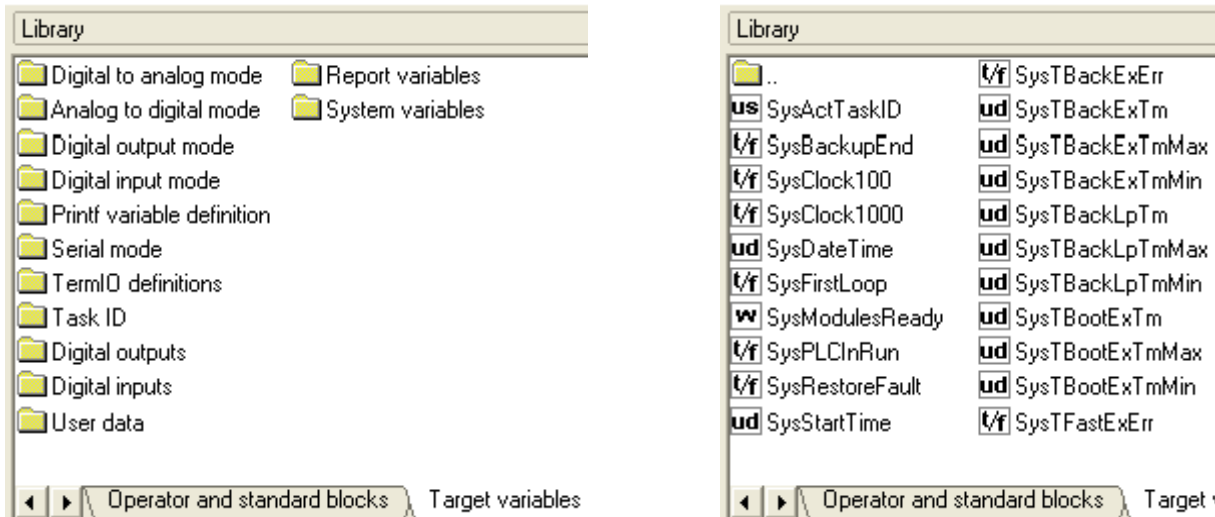 Library
Digital to analog mode
Analog to digital mode
Digital output mode
Digital input mode
Printf variable definition
Serial mode
TermIO definitions
Task ID
Digital outputs
Digital inputs
User data
Report variables
System variables
Operator and standard blocks
Target variables
Library
..
us SysActTaskID
t/f SysBackupEnd
t/f SysClock100
t/f SysClock1000
ud SysDateTime
t/f SysFirstLoop
w SysModulesReady
t/f SysPLCInRun
t/f SysRestoreFault
ud SysStartTime
t/f SysTBackExErr
ud SysTBackExTm
ud SysTBackExTmMax
ud SysTBackExTmMin
ud SysTBackLpTm
ud SysTBackLpTmMax
ud SysTBackLpTmMin
ud SysTBootExTm
ud SysTBootExTmMax
ud SysTBootExTmMin
t/f SysTFastExErr
Operator and standard blocks
Target